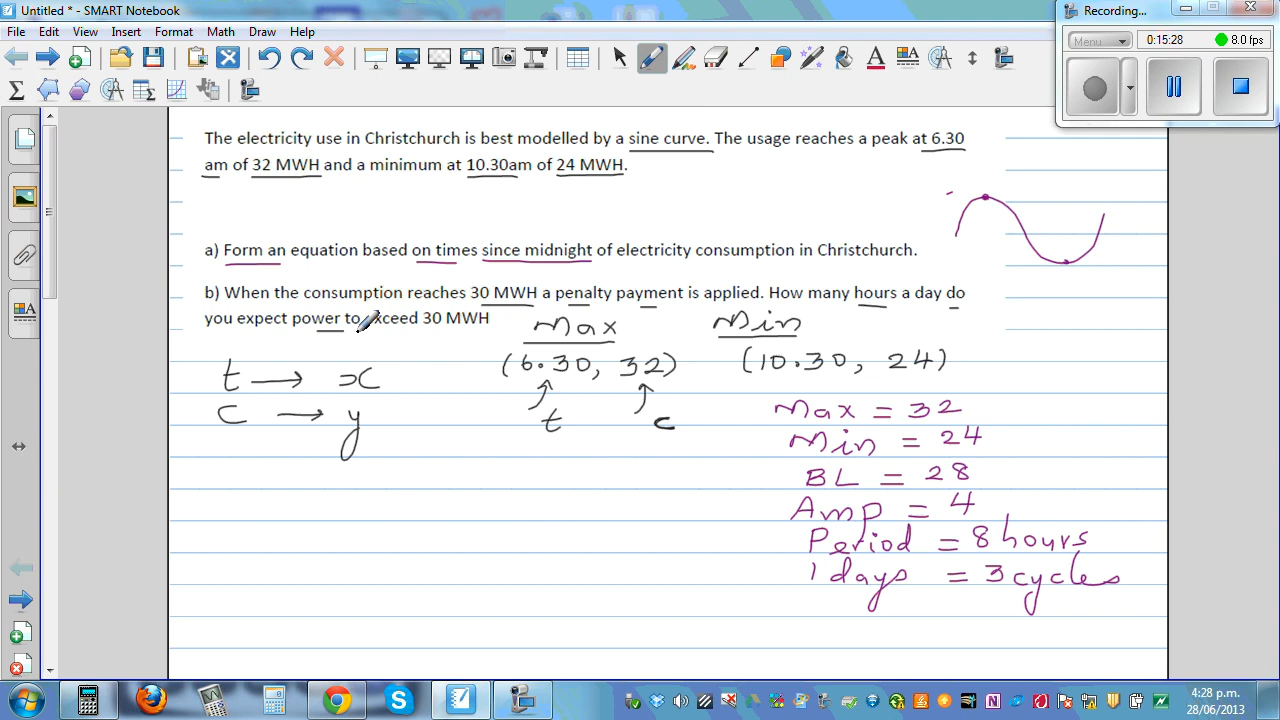 Untitled * - SMART Notebook
File Edit View Insert Format Math Draw Help
Recording...
Menu
0:15:28
8.0 fps
The electricity use in Christchurch is best modelled by a sine curve. The usage reaches a peak at 6.30
am of 32 MWH and a minimum at 10.30am of 24 MWH.
a) Form an equation based on times since midnight of electricity consumption in Christchurch.
b) When the consumption reaches 30 MWH a penalty payment is applied. How many hours a day do
you expect power to exceed 30 MWH
Max
Min
(6.30, 32)
(10.30, 24)
t → x
c → y
t
c
Max = 32
Min = 24
BL = 28
Amp = 4
Period = 8 hours
1 days = 3 cycles
4:28 p.m.
28/06/2013